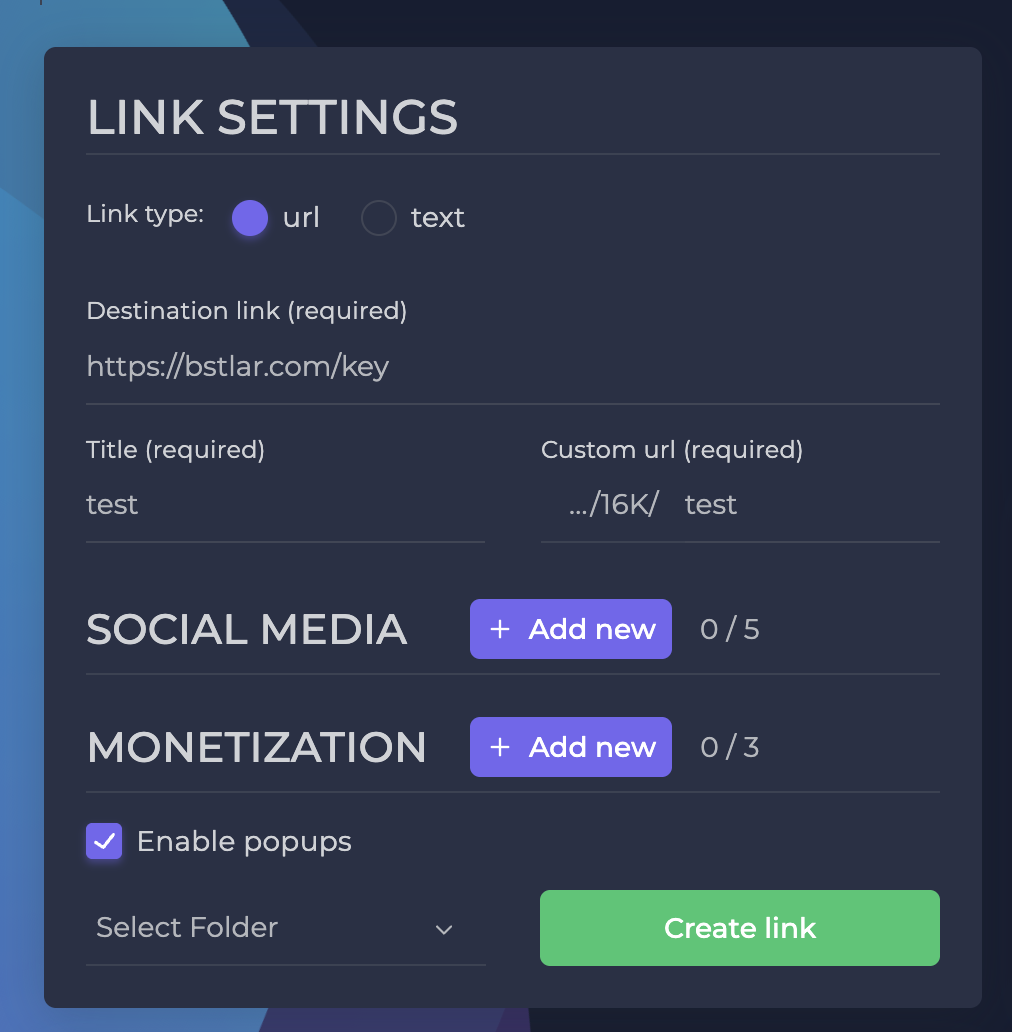 LINK SETTINGS
Link type: url text
Destination link (required)
https://bstlar.com/key
Title (required) Custom url (required)
test .../16K/ test
SOCIAL MEDIA + Add new 0 / 5
MONETIZATION + Add new 0 / 3
Enable popups
Select Folder Create link